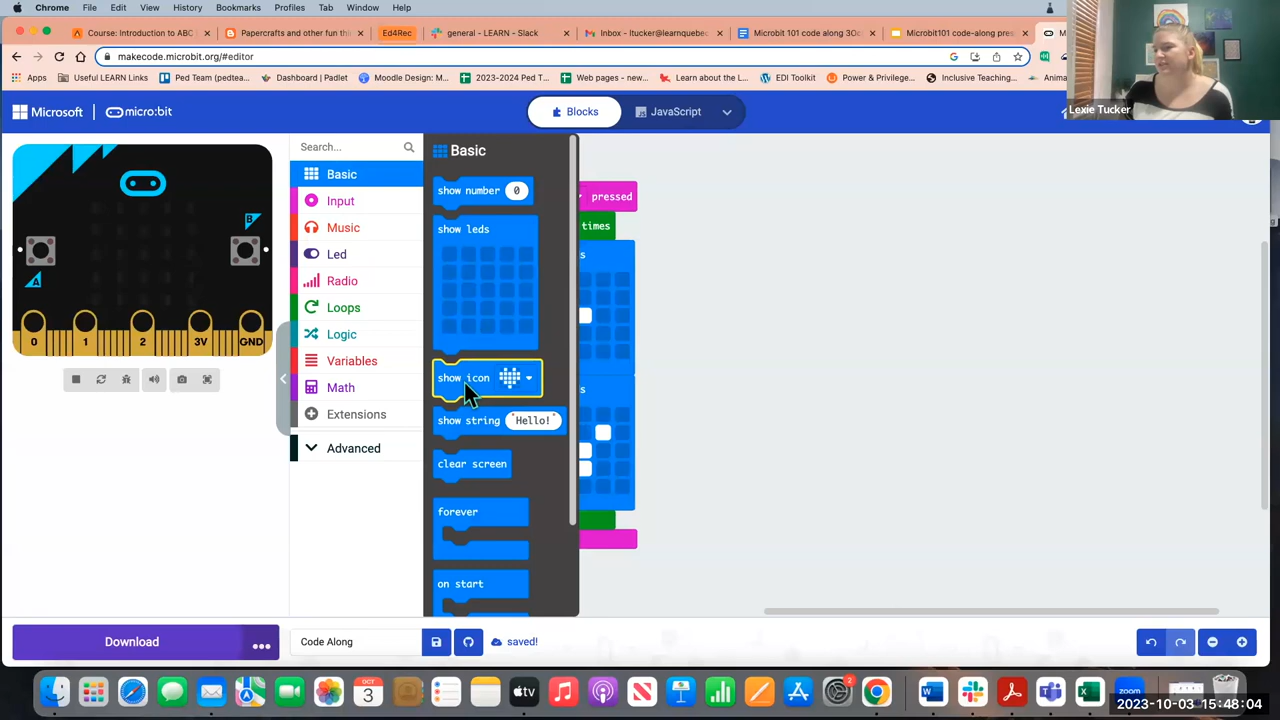 Chrome File Edit View History Bookmarks Profiles Tab Window Help
Course: Introduction to ABC Papercrafts and other fun thi Ed4Rec general - LEARN - Slack Inbox - ltucker@learnquebec Microbit 101 code along 3Oc Microbit101 code-along pres
makecode.microbit.org/#editor
Apps Useful LEARN Links Ped Team (pedtea... Dashboard | Padlet Moodle Design: M... 2023-2024 Ped T... Web pages - new... Learn about the L... EDI Toolkit Power & Privilege... Inclusive Teaching... Anima
Lexie Tucker
Microsoft micro:bit Blocks JavaScript
Search...
Basic
Input
Music
Led
Radio
Loops
Logic
Variables
Math
Extensions
Advanced
Basic
show number 0
show leds
show icon
show string "Hello!"
clear screen
forever
on start
pressed
times
s
s
B
A
0 1 2 3V GND
Download ... Code Along saved!
OCT
3
2
2023-10-03 15:48:04
tv
zoom